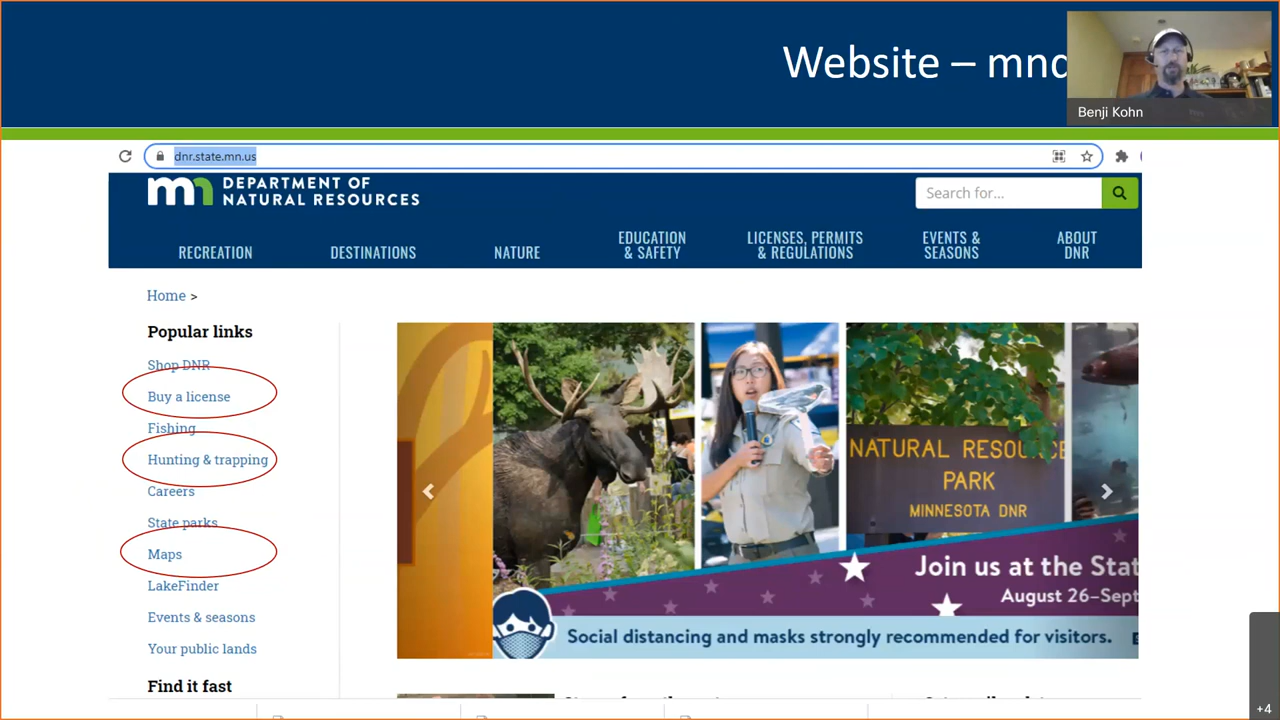 Website – mnd
Benji Kohn
dnr.state.mn.us
mn DEPARTMENT OF
NATURAL RESOURCES
Search for...
RECREATION
DESTINATIONS
NATURE
EDUCATION
& SAFETY
LICENSES, PERMITS
& REGULATIONS
EVENTS &
SEASONS
ABOUT
DNR
Home >
Popular links
Shop DNR
Buy a license
Fishing
Hunting & trapping
Careers
State parks
Maps
LakeFinder
Events & seasons
Your public lands
Find it fast
NATURAL RESOURCE
PARK
MINNESOTA DNR
Join us at the Stat
August 26–Sept
Social distancing and masks strongly recommended for visitors.
+4